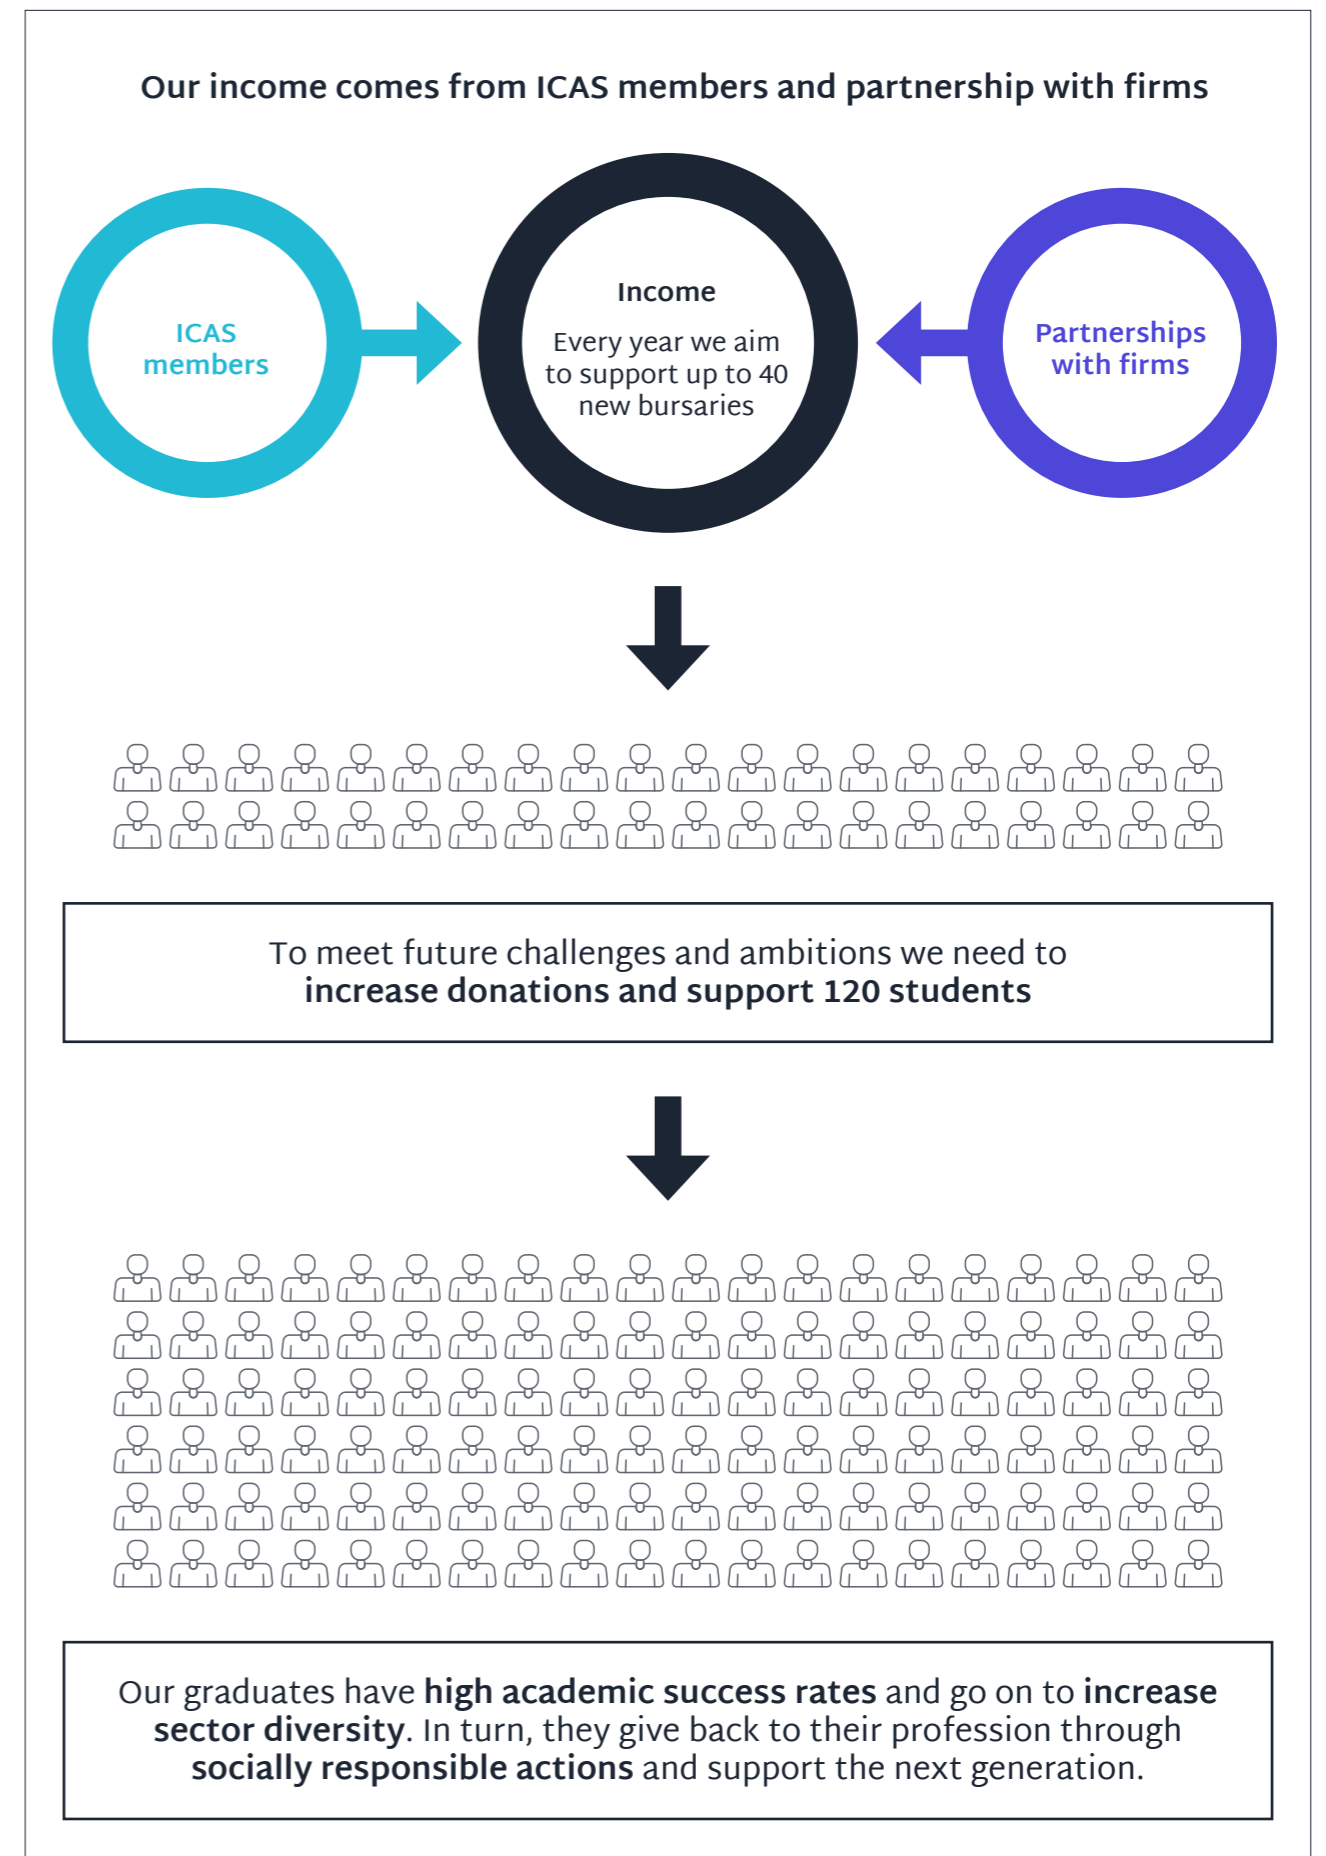 Our income comes from ICAS members and partnership with firms
ICAS
members
Income
Every year we aim
to support up to 40
new bursaries
Partnerships
with firms
To meet future challenges and ambitions we need to
increase donations and support 120 students
Our graduates have high academic success rates and go on to increase
sector diversity. In turn, they give back to their profession through
socially responsible actions and support the next generation.